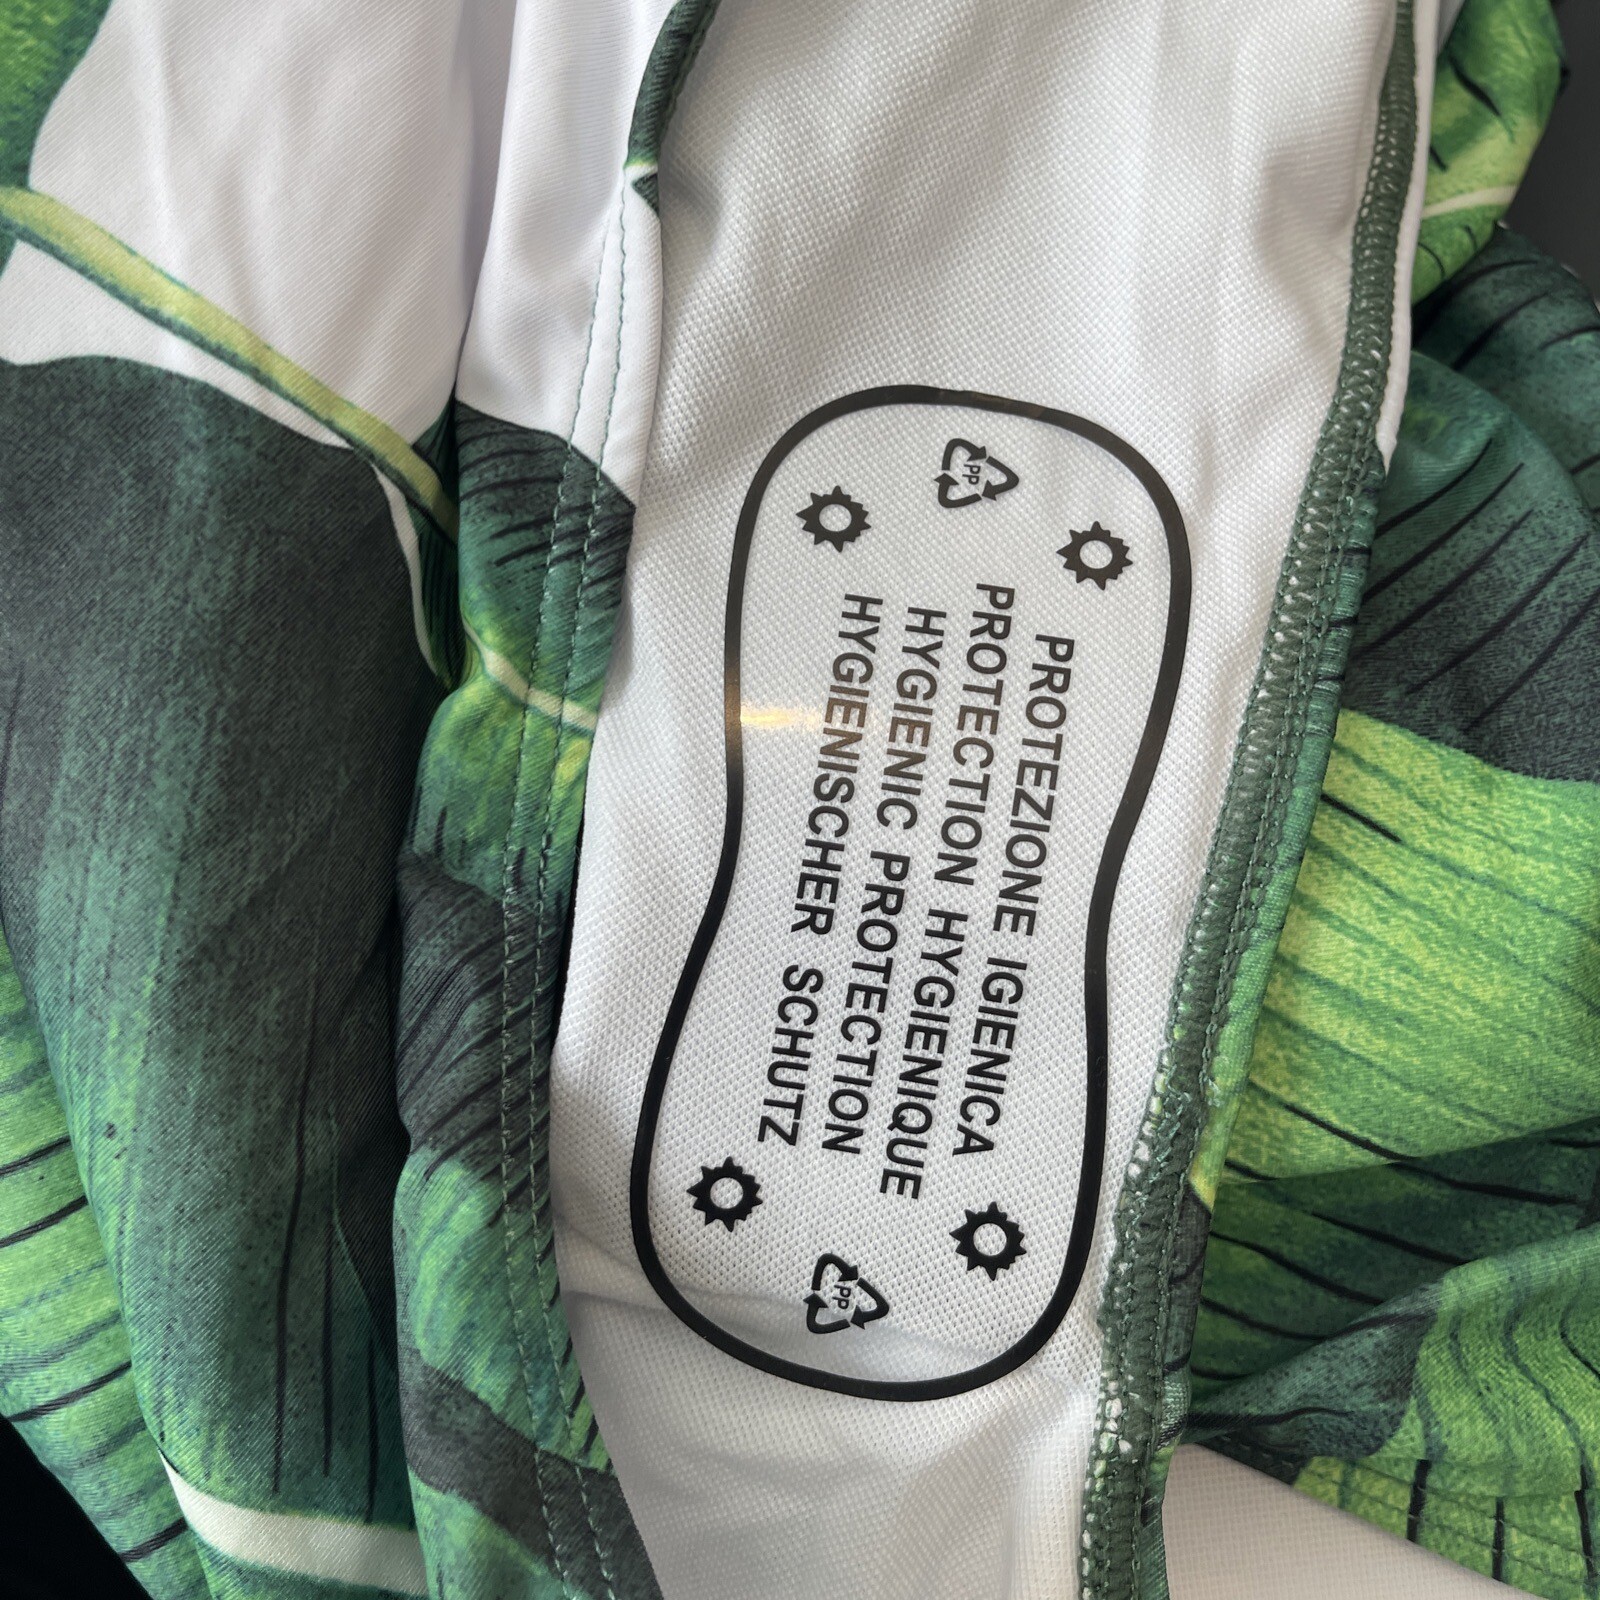 PP
PROTEZIONE IGIENICA
PROTECTION HYGIENIQUE
HYGIENIC PROTECTION
HYGIENISCHER SCHUTZ
PP